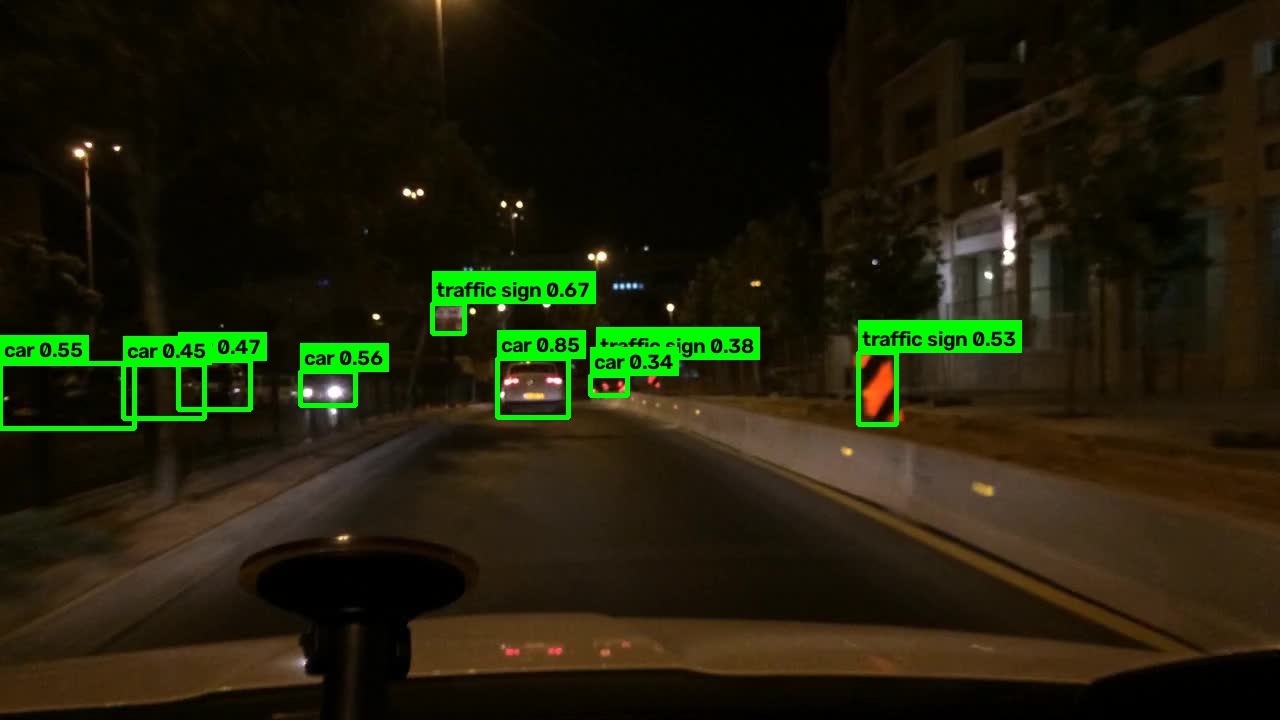 traffic sign 0.67
car 0.55
car 0.45
0.47
car 0.56
car 0.85
traffic sign 0.38
car 0.34
traffic sign 0.53